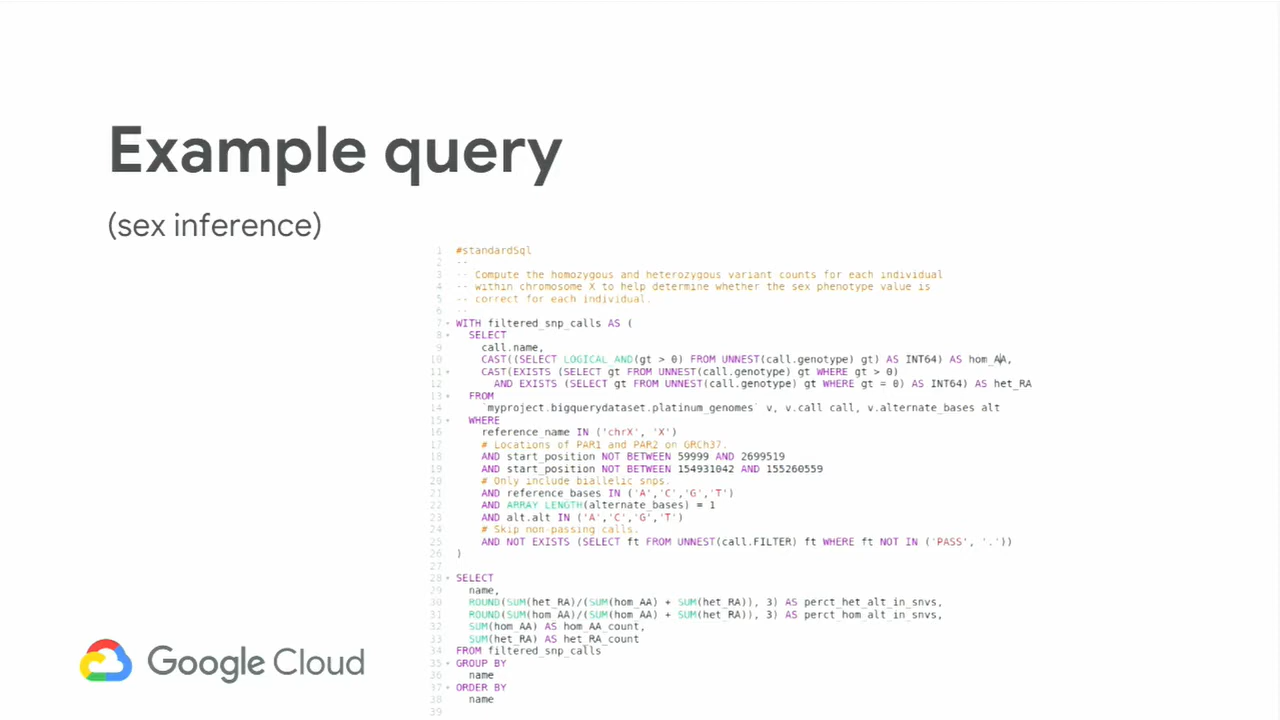 Example query
(sex inference)
1 #standardSql
2 --
3 -- Compute the homozygous and heterozygous variant counts for each individual
4 -- within chromosome X to help determine whether the sex phenotype value is
5 -- correct for each individual.
6 --
7 WITH filtered_snp_calls AS (
8 SELECT
9 call.name,
10 CAST((SELECT LOGICAL_AND(gt > 0) FROM UNNEST(call.genotype) gt) AS INT64) AS hom_AA,
11 CAST(EXISTS (SELECT gt FROM UNNEST(call.genotype) gt WHERE gt > 0)
12 AND EXISTS (SELECT gt FROM UNNEST(call.genotype) gt WHERE gt = 0) AS INT64) AS het_RA
13 FROM
14 `myproject.bigquerydataset.platinum_genomes` v, v.call call, v.alternate_bases alt
15 WHERE
16 reference_name IN ('chrX', 'X')
17 # Locations of PAR1 and PAR2 on GRCh37.
18 AND start_position NOT BETWEEN 59999 AND 2699519
19 AND start_position NOT BETWEEN 154931042 AND 155260559
20 # Only include biallelic snps.
21 AND reference_bases IN ('A','C','G','T')
22 AND ARRAY_LENGTH(alternate_bases) = 1
23 AND alt.alt IN ('A','C','G','T')
24 # Skip non-passing calls.
25 AND NOT EXISTS (SELECT ft FROM UNNEST(call.FILTER) ft WHERE ft NOT IN ('PASS', '.'))
26 )
27
28 SELECT
29 name,
30 ROUND(SUM(het_RA)/(SUM(hom_AA) + SUM(het_RA)), 3) AS perct_het_alt_in_snvs,
31 ROUND(SUM(hom_AA)/(SUM(hom_AA) + SUM(het_RA)), 3) AS perct_hom_alt_in_snvs,
32 SUM(hom_AA) AS hom_AA_count,
33 SUM(het_RA) AS het_RA_count
34 FROM filtered_snp_calls
35 GROUP BY
36 name
37 ORDER BY
38 name
39
Google Cloud